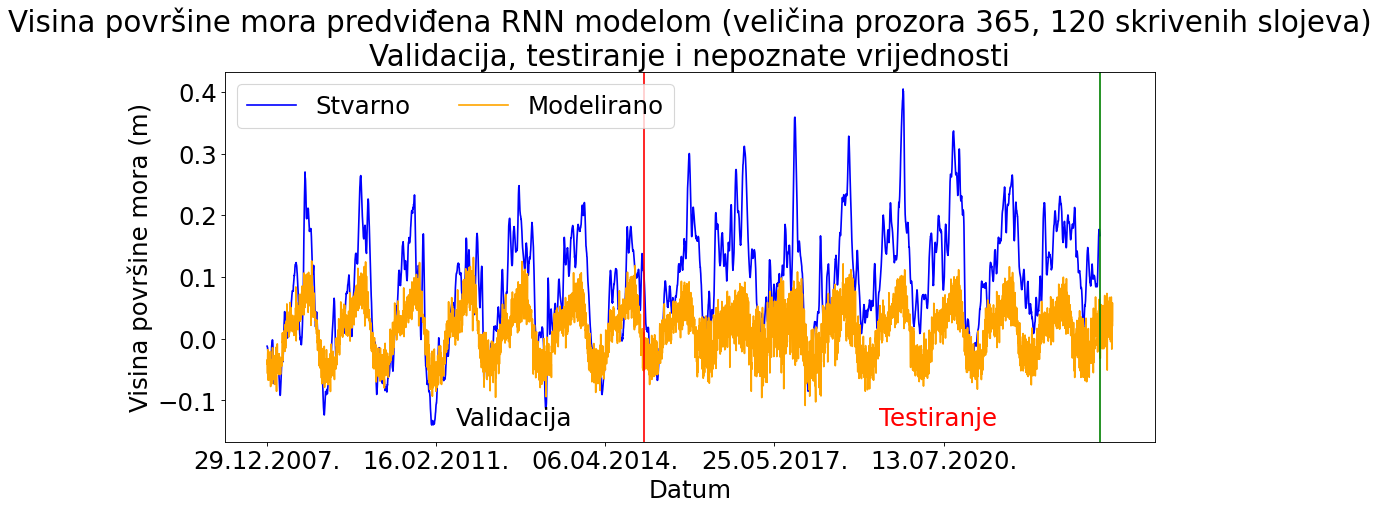 Visina površine mora predviđena RNN modelom (veličina prozora 365, 120 skrivenih slojeva)
Validacija, testiranje i nepoznate vrijednosti
Stvarno
Modelirano
Visina površine mora (m)
0.4
0.3
0.2
0.1
0.0
−0.1
Validacija
Testiranje
29.12.2007.
16.02.2011.
06.04.2014.
25.05.2017.
13.07.2020.
Datum